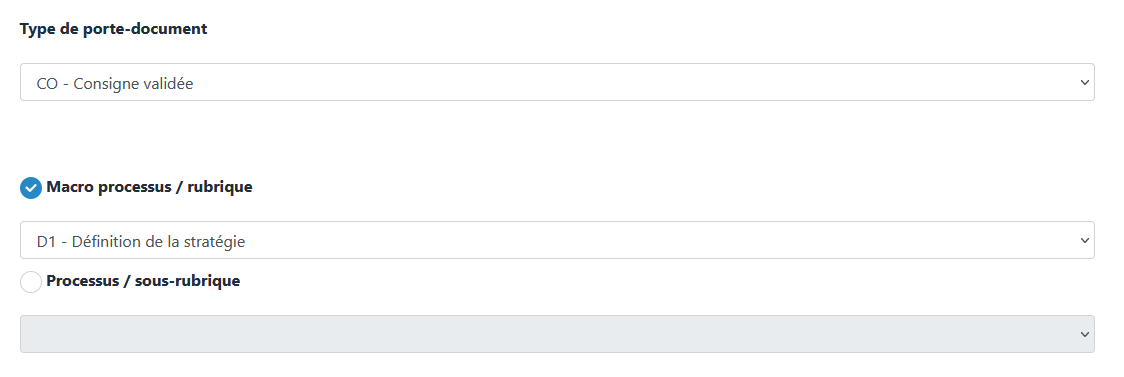 Type de porte-document
CO - Consigne validée
Macro processus / rubrique
D1 - Définition de la stratégie
Processus / sous-rubrique